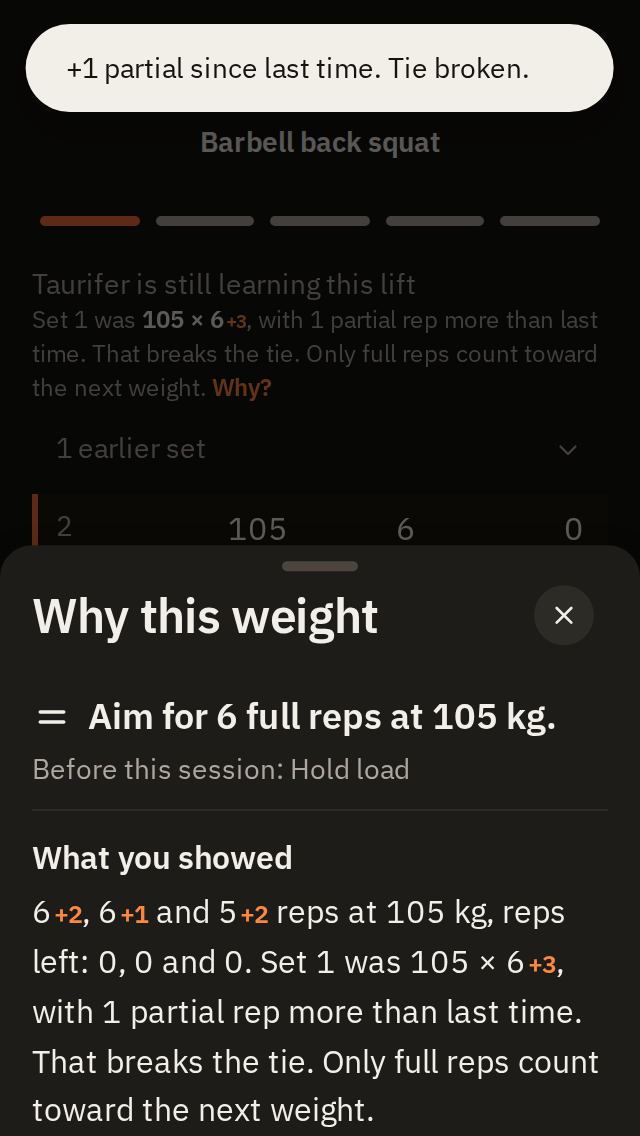 +1 partial since last time. Tie broken.
Barbell back squat
Taurifer is still learning this lift
Set 1 was 105 × 6 +3, with 1 partial rep more than last
time. That breaks the tie. Only full reps count toward
the next weight. Why?
1 earlier set
2 105 6 0
Why this weight
= Aim for 6 full reps at 105 kg.
Before this session: Hold load
What you showed
6 +2, 6 +1 and 5 +2 reps at 105 kg, reps
left: 0, 0 and 0. Set 1 was 105 × 6 +3,
with 1 partial rep more than last time.
That breaks the tie. Only full reps count
toward the next weight.